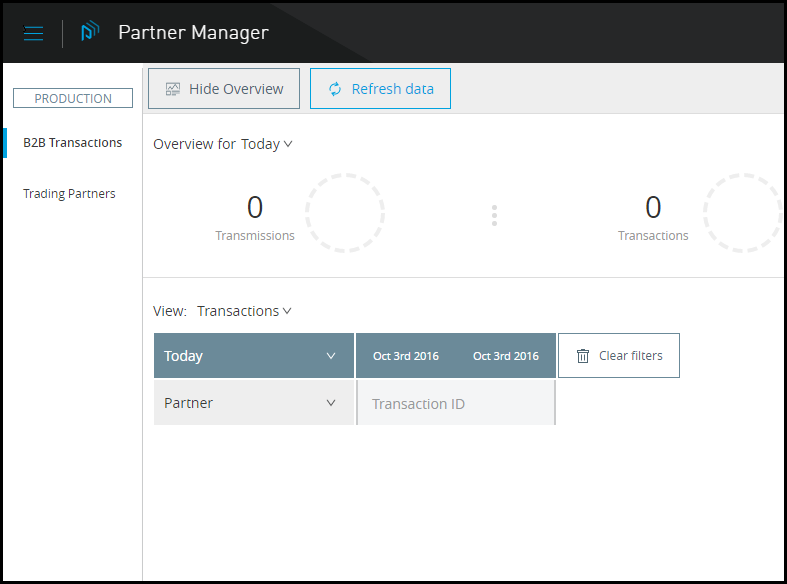 Partner Manager
PRODUCTION
B2B Transactions
Trading Partners
Hide Overview
Refresh data
Overview for Today
0
Transmissions
0
Transactions
View: Transactions
Today
Oct 3rd 2016 Oct 3rd 2016
Clear filters
Partner
Transaction ID